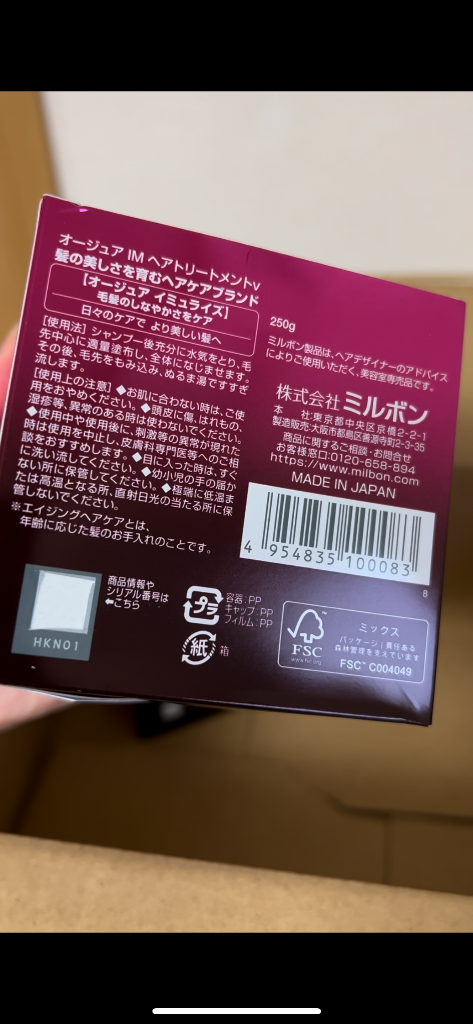 オージュア IM ヘアトリートメントv
髪の美しさを育むヘアケアブランド
【オージュア イミュライズ】
毛髪のしなやかさをケア
日々のケアで より美しい髪へ
[使用法] シャンプー後充分に水気をとり、毛
先中心に適量塗布し、全体になじませます。
その後、毛先をもみ込み、ぬるま湯ですすぎ
流します。
[使用上の注意] ◆お肌に合わない時は、ご使
用をおやめください。◆頭皮に傷、はれもの、
湿疹等、異常のある時は使わないでください。
◆使用中や使用後に、刺激等の異常が現れた
時は使用を中止し、皮膚科専門医等へのご相
談をおすすめします。◆目に入った時は、すぐ
に洗い流してください。◆幼小児の手の届か
ない所に保管してください。◆極端に低温ま
たは高温となる所、直射日光の当たる所に保
管しないでください。
※エイジングヘアケアとは、
年齢に応じた髪のお手入れのことです。
250g
ミルボン製品は、ヘアデザイナーのアドバイス
によりご使用いただく、美容室専売品です。
株式会社 ミルボン
本 社:東京都中央区京橋2-2-1
製造販売:大阪市都島区善源寺町2-3-35
商品に関するご相談・お問合せ
お客様窓口:0120-658-894
https://www.milbon.com
MADE IN JAPAN
4 954835 100083
8
HKN01
商品情報や
シリアル番号は
⬅こちら
プラ
容器:PP
キャップ:PP
フィルム:PP
紙
箱
FSC
www.fsc.org
ミックス
パッケージ | 責任ある
森林管理を支えています
FSC™ C004049